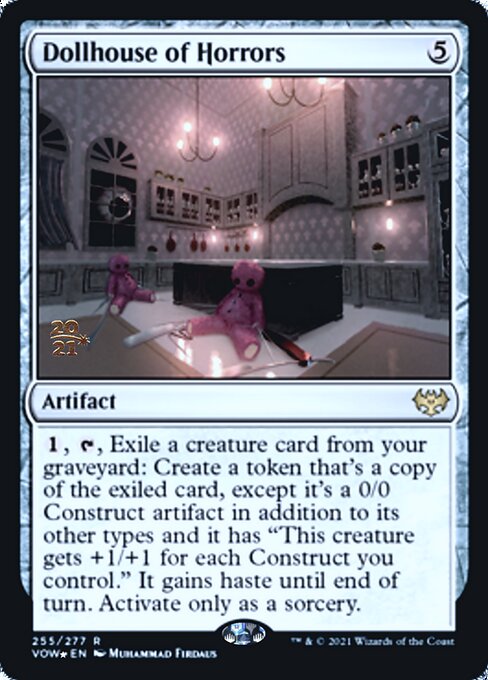 Dollhouse of Horrors 5
20
21
Artifact
1, T, Exile a creature card from your
graveyard: Create a token that's a copy
of the exiled card, except it's a 0/0
Construct artifact in addition to its
other types and it has “This creature
gets +1/+1 for each Construct you
control.” It gains haste until end of
turn. Activate only as a sorcery.
255/277 R
VOW★EN Muhammad Firdaus
™ & © 2021 Wizards of the Coast